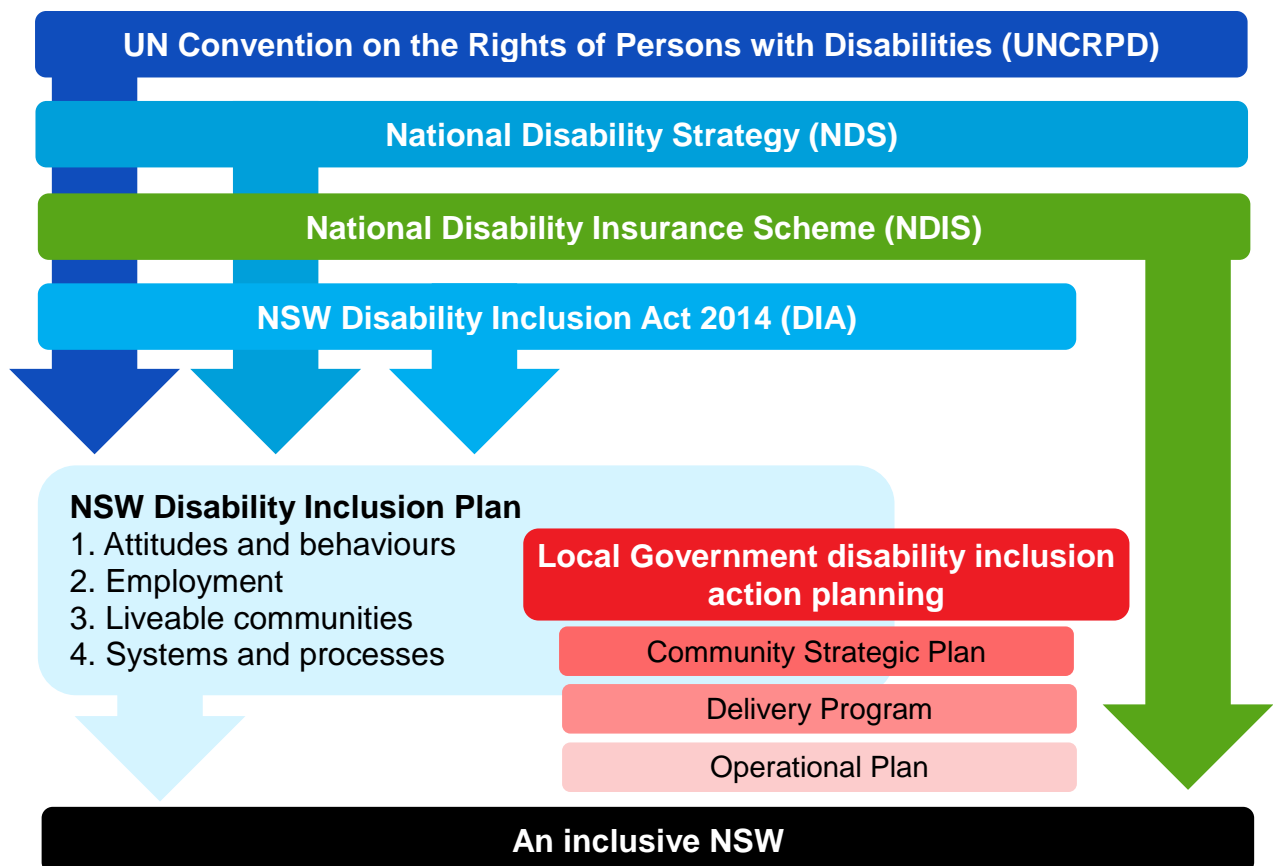 UN Convention on the Rights of Persons with Disabilities (UNCRPD)
National Disability Strategy (NDS)
National Disability Insurance Scheme (NDIS)
NSW Disability Inclusion Act 2014 (DIA)
NSW Disability Inclusion Plan
1. Attitudes and behaviours
2. Employment
3. Liveable communities
4. Systems and processes
Local Government disability inclusion
action planning
Community Strategic Plan
Delivery Program
Operational Plan
An inclusive NSW